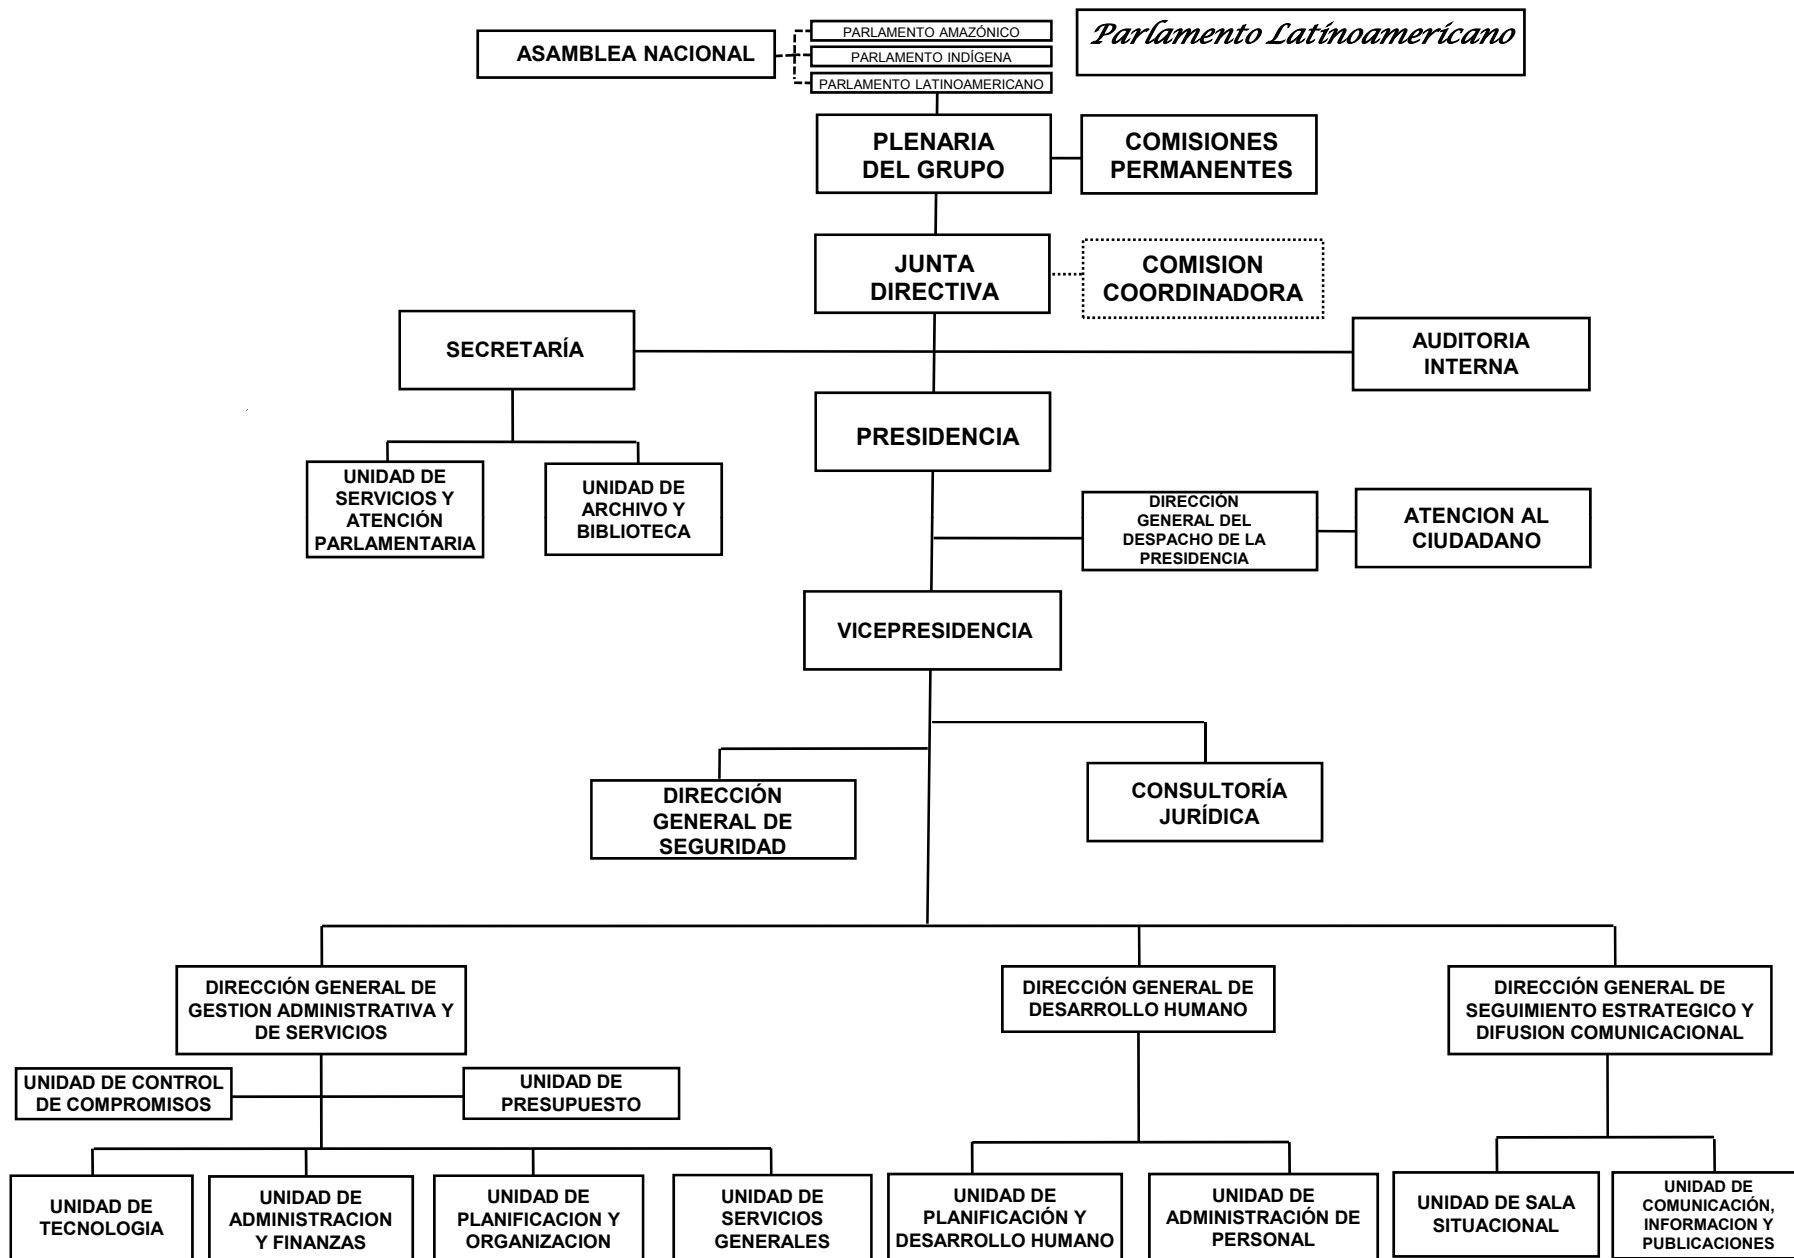 ASAMBLEA NACIONAL
PARLAMENTO AMAZÓNICO
PARLAMENTO INDÍGENA
PARLAMENTO LATINOAMERICANO
Parlamento Latinoamericano
PLENARIA
DEL GRUPO
COMISIONES
PERMANENTES
JUNTA
DIRECTIVA
COMISION
COORDINADORA
SECRETARÍA
AUDITORIA
INTERNA
PRESIDENCIA
UNIDAD DE
SERVICIOS Y
ATENCIÓN
PARLAMENTARIA
UNIDAD DE
ARCHIVO Y
BIBLIOTECA
DIRECCIÓN
GENERAL DEL
DESPACHO DE LA
PRESIDENCIA
ATENCION AL
CIUDADANO
VICEPRESIDENCIA
DIRECCIÓN
GENERAL DE
SEGURIDAD
CONSULTORÍA
JURÍDICA
DIRECCIÓN GENERAL DE
GESTION ADMINISTRATIVA Y
DE SERVICIOS
DIRECCIÓN GENERAL DE
DESARROLLO HUMANO
DIRECCIÓN GENERAL DE
SEGUIMIENTO ESTRATEGICO Y
DIFUSION COMUNICACIONAL
UNIDAD DE CONTROL
DE COMPROMISOS
UNIDAD DE
PRESUPUESTO
UNIDAD DE
TECNOLOGIA
UNIDAD DE
ADMINISTRACION
Y FINANZAS
UNIDAD DE
PLANIFICACION Y
ORGANIZACION
UNIDAD DE
SERVICIOS
GENERALES
UNIDAD DE
PLANIFICACIÓN Y
DESARROLLO HUMANO
UNIDAD DE
ADMINISTRACIÓN DE
PERSONAL
UNIDAD DE SALA
SITUACIONAL
UNIDAD DE
COMUNICACIÓN,
INFORMACION Y
PUBLICACIONES